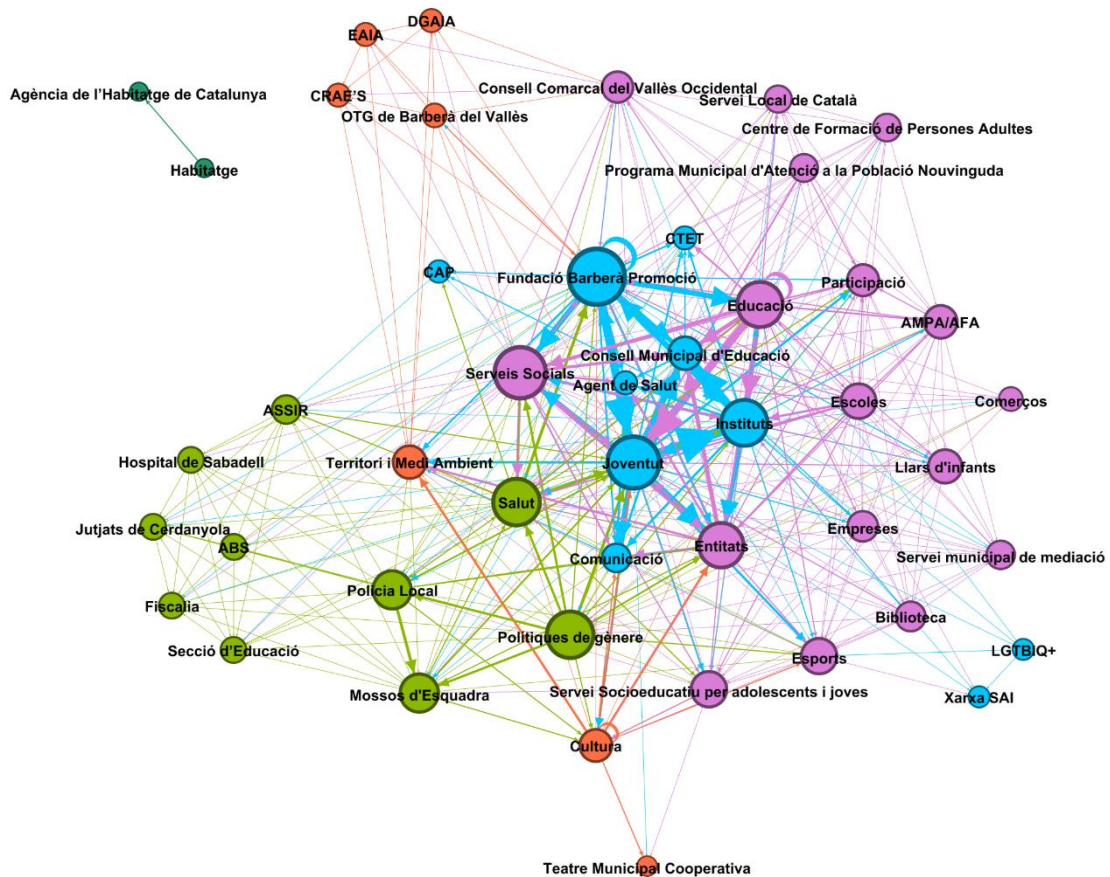 DGAIA
EAIA
Agència de l'Habitatge de Catalunya
CRAE'S
Consell Comarcal del Vallès Occidental
Servei Local de Català
OTG de Barberà del Vallès
Centre de Formació de Persones Adultes
Habitatge
Programa Municipal d'Atenció a la Població Nouvinguda
CTET
CAP
Fundació Barberà Promoció
Participació
Educació
AMPA/AFA
Consell Municipal d'Educació
Serveis Socials
Agent de Salut
Escoles
Comerços
ASSIR
Instituts
Hospital de Sabadell
Territori i Medi Ambient
Joventut
Llars d'infants
Salut
Jutjats de Cerdanyola
Empreses
ABS
Entitats
Comunicació
Servei municipal de mediació
Policia Local
Fiscalia
Biblioteca
Polítiques de gènere
Secció d'Educació
LGTBIQ+
Esports
Mossos d'Esquadra
Servei Socioeducatiu per adolescents i joves
Xarxa SAI
Cultura
Teatre Municipal Cooperativa